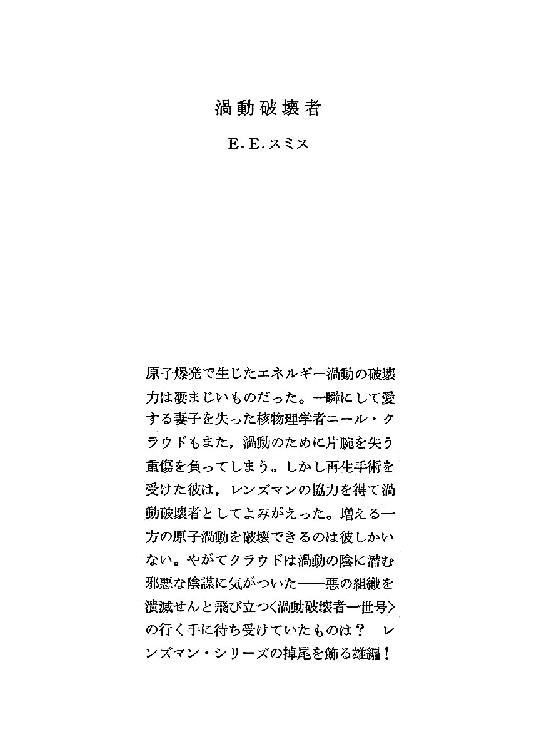 渦動破壊者
E.E.スミス
原子爆発で生じたエネルギー渦動の破壊
力は凄まじいものだった。一瞬にして愛
する妻子を失った核物理学者ニール・ク
ラウドもまた，渦動のために片腕を失う
重傷を負ってしまう。しかし再生手術を
受けた彼は，レンズマンの協力を得て渦
動破壊者としてよみがえった。増える一
方の原子渦動を破壊できるのは彼しかい
ない。やがてクラウドは渦動の陰に潜む
邪悪な陰謀に気がついた――悪の組織を
潰滅せんと飛び立つ〈渦動破壊者一世号〉
の行く手に待ち受けていたものは？　レ
ンズマン・シリーズの掉尾を飾る雄編！